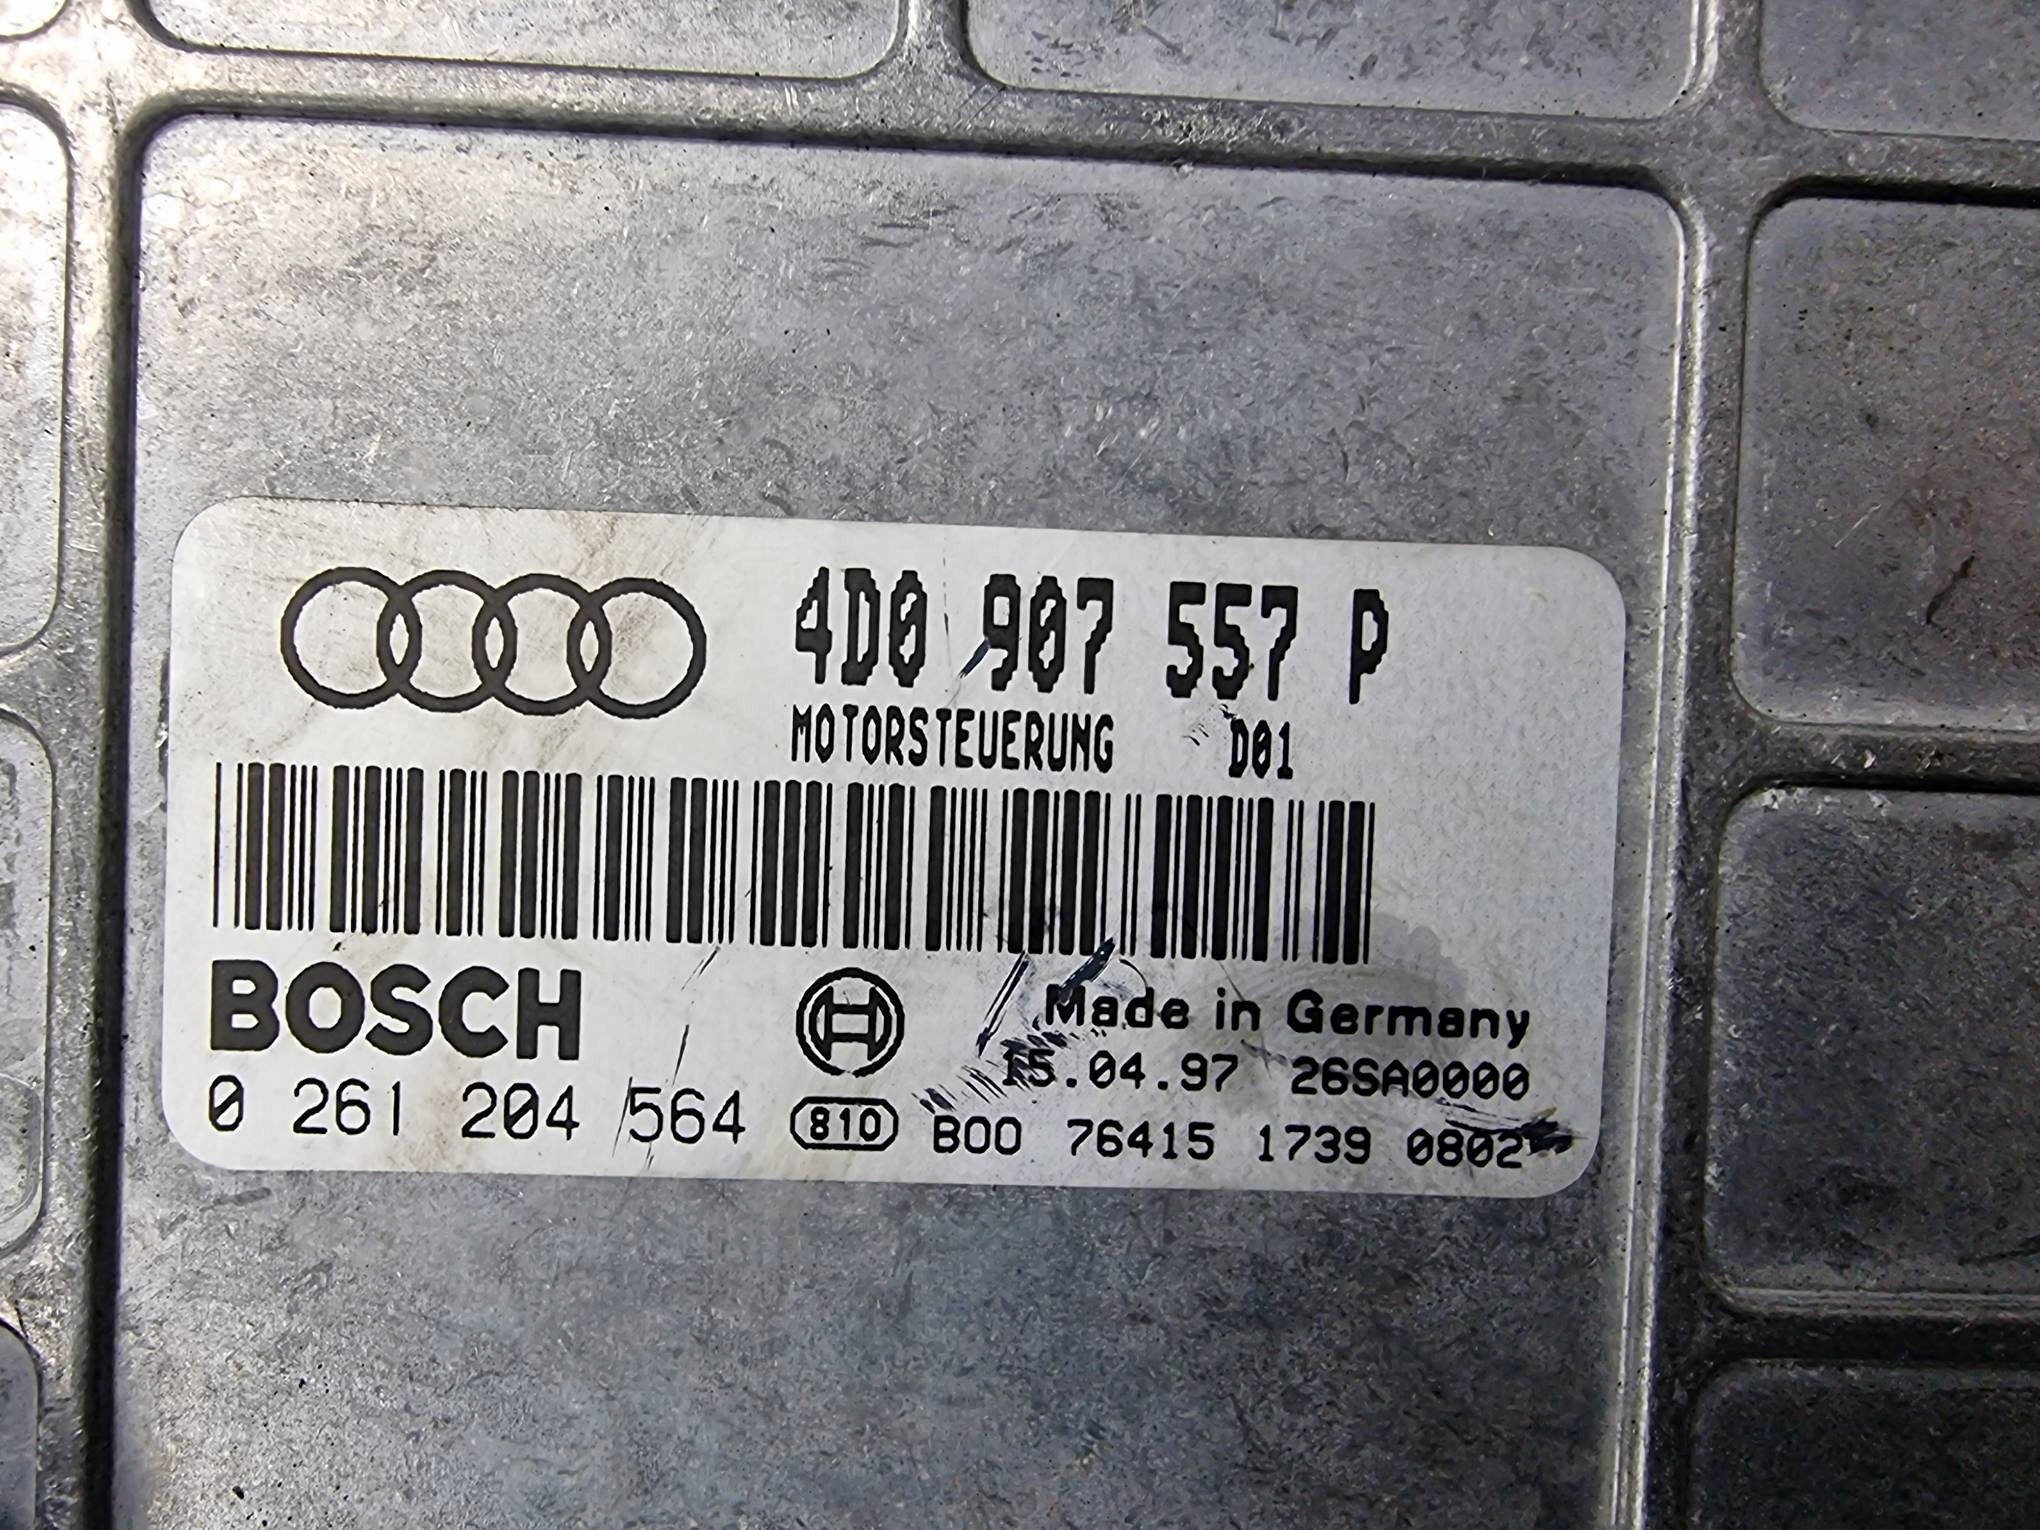 4D0 907 557 P
MOTORSTEUERUNG D01
BOSCH
Made in Germany
15.04.97 26SA0000
0 261 204 564 810 B00 76415 1739 0802